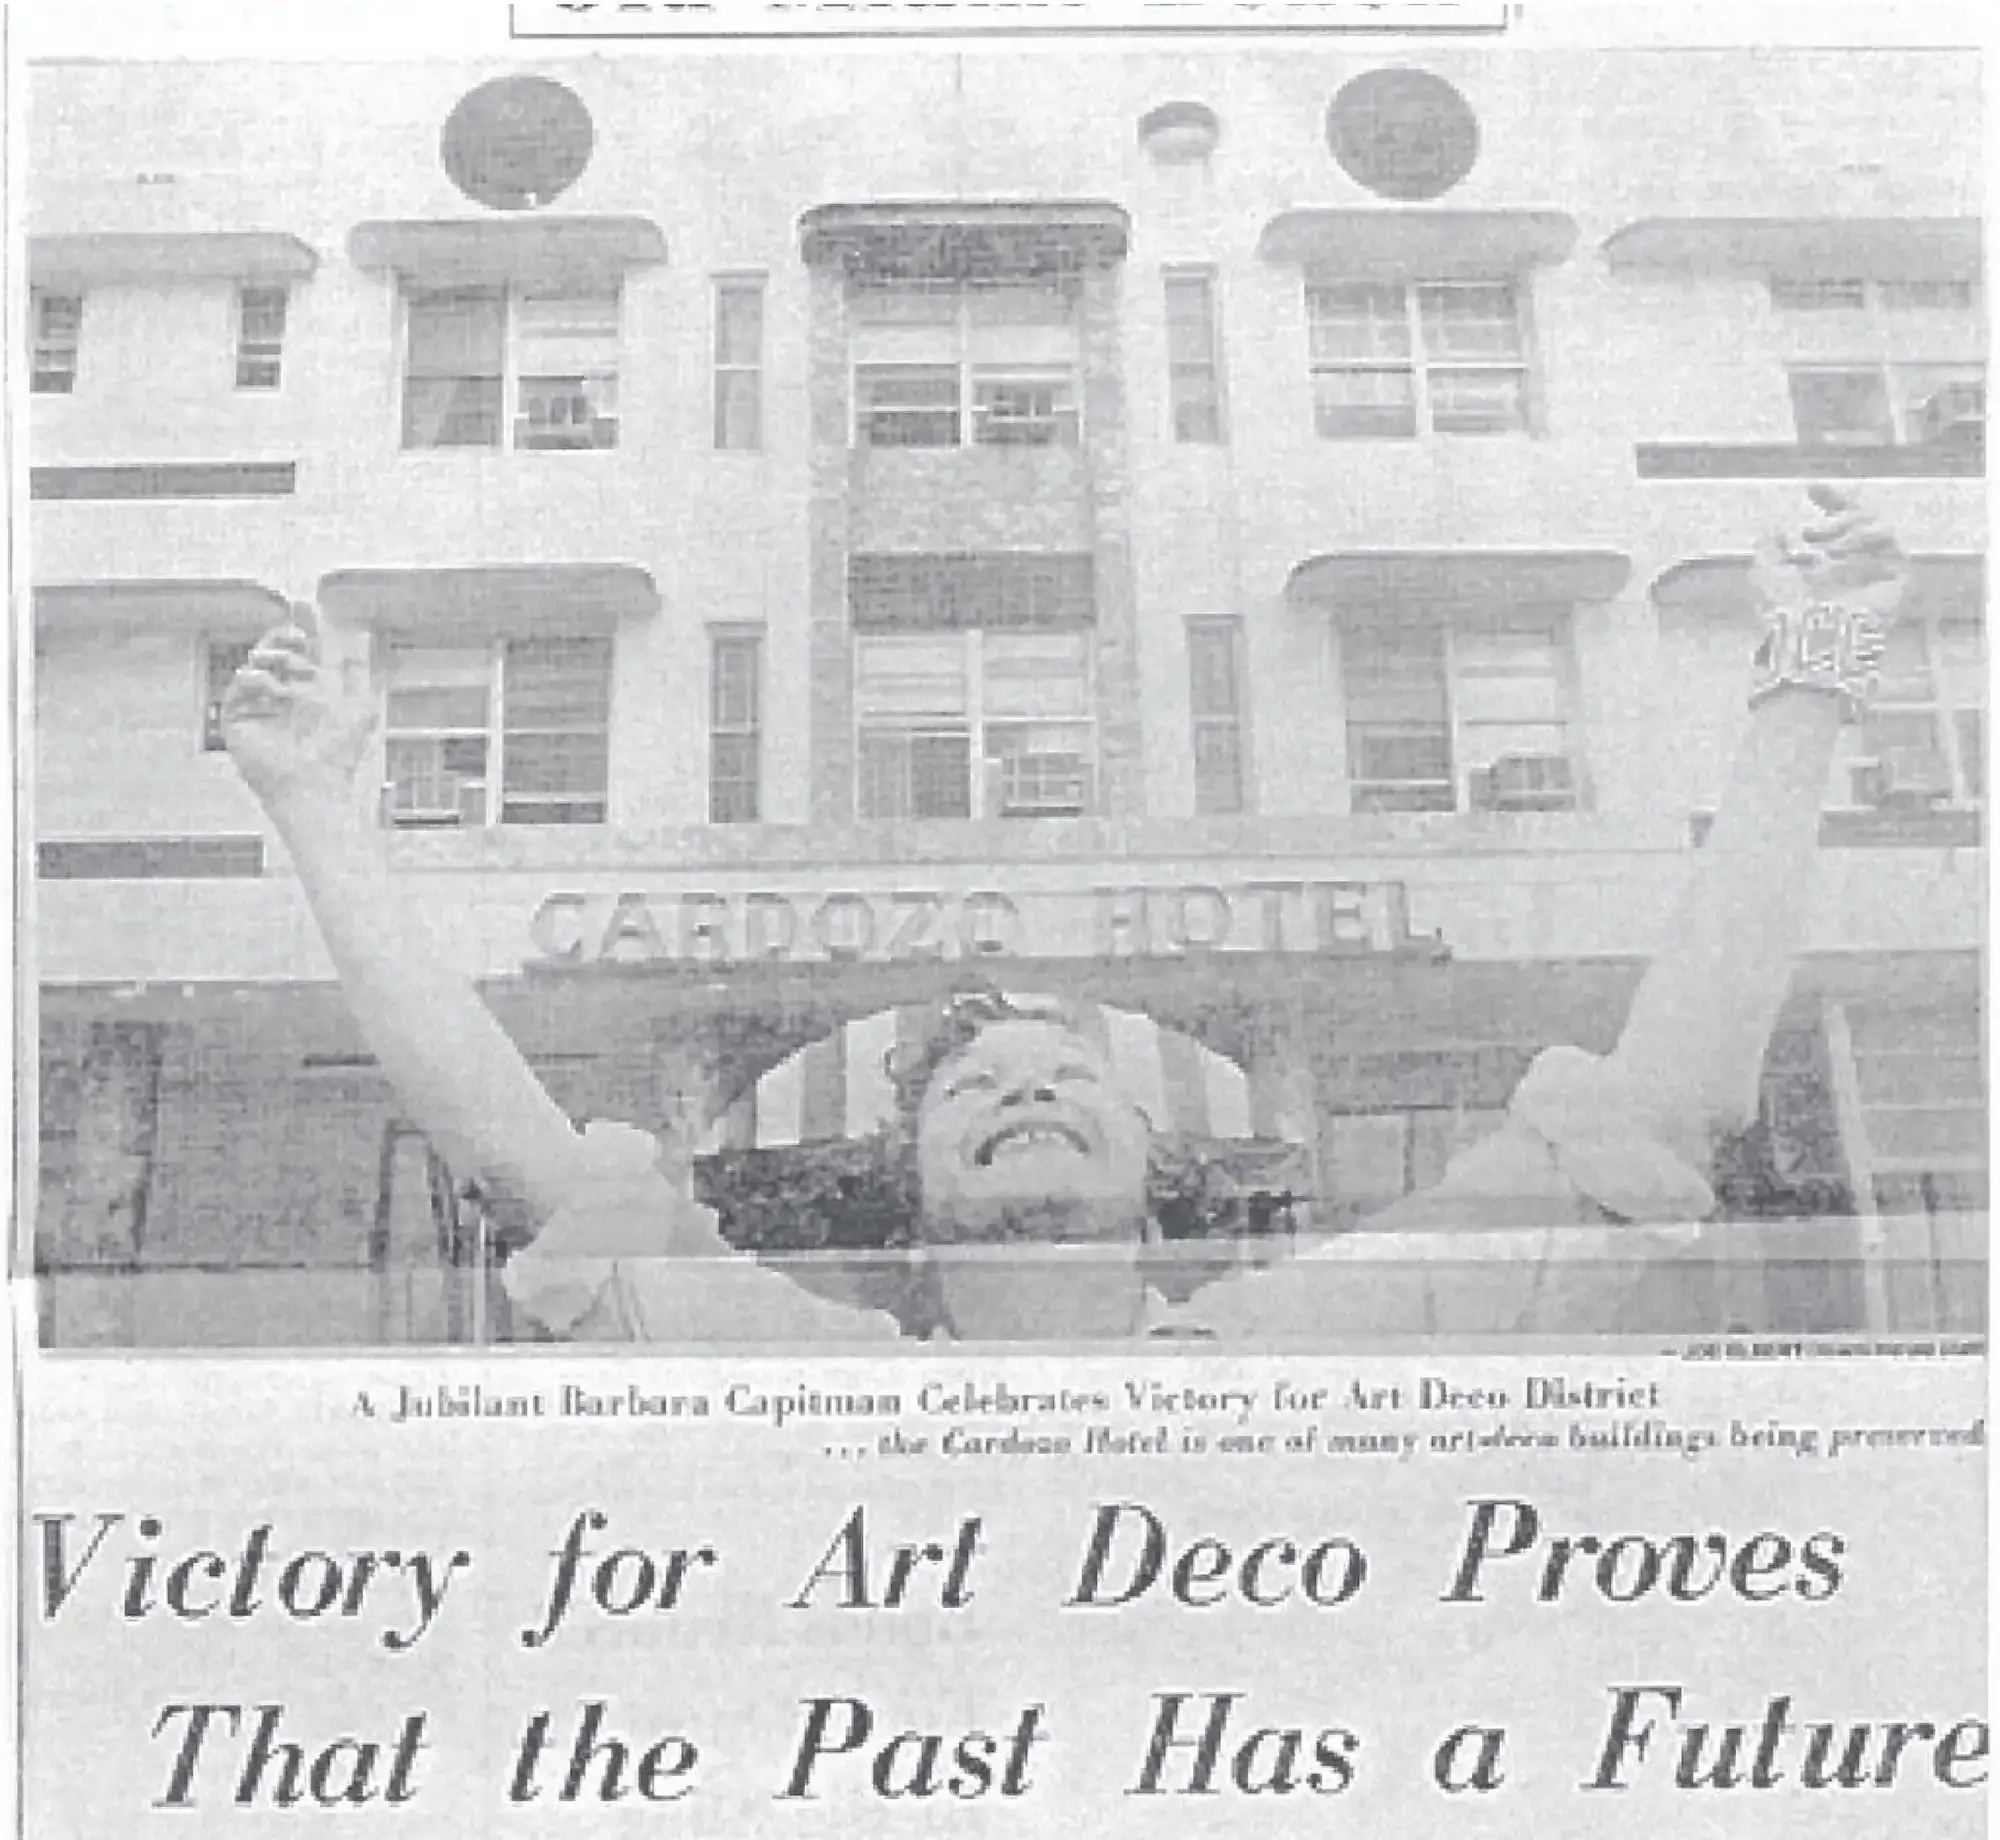 CARDOZO HOTEL
A Jubilant Barbara Capitman Celebrates Victory for Art Deco District
... the Cardozo Hotel is one of many art-deco buildings being preserved
Victory for Art Deco Proves
That the Past Has a Future